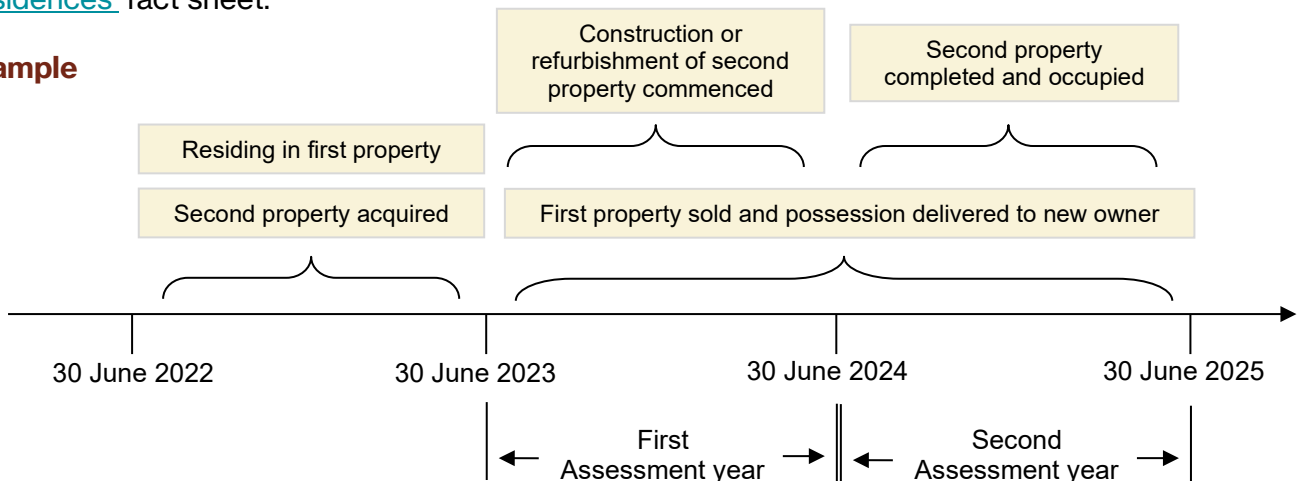 fact sheet.
ample
Construction or
refurbishment of second
property commenced
Second property
completed and occupied
Residing in first property
Second property acquired
First property sold and possession delivered to new owner
30 June 2022
30 June 2023
30 June 2024
30 June 2025
First
Assessment year
Second
Assessment year